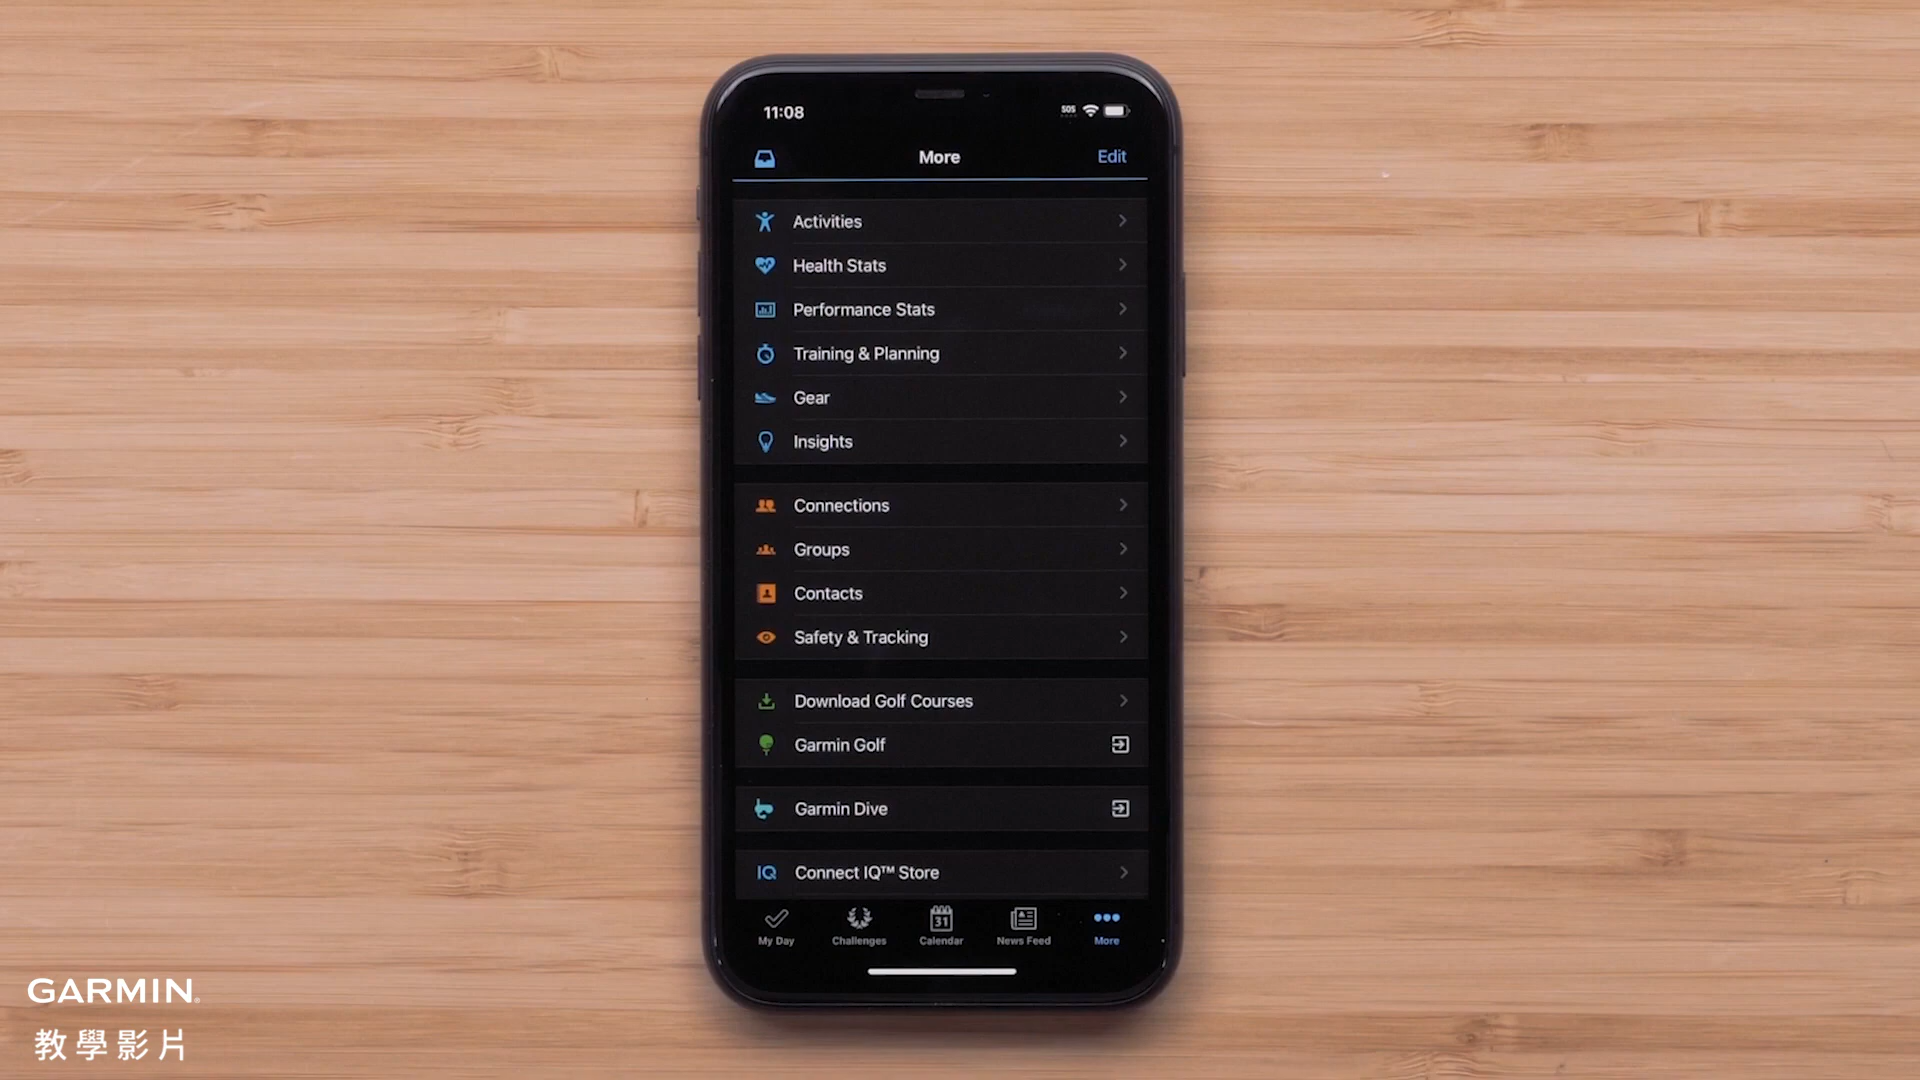 11:08
SOS
More
Edit
Activities
Health Stats
Performance Stats
Training & Planning
Gear
Insights
Connections
Groups
Contacts
Safety & Tracking
Download Golf Courses
Garmin Golf
Garmin Dive
IQ Connect IQ™ Store
31
My Day
Challenges
Calendar
News Feed
More
GARMIN®
教學影片